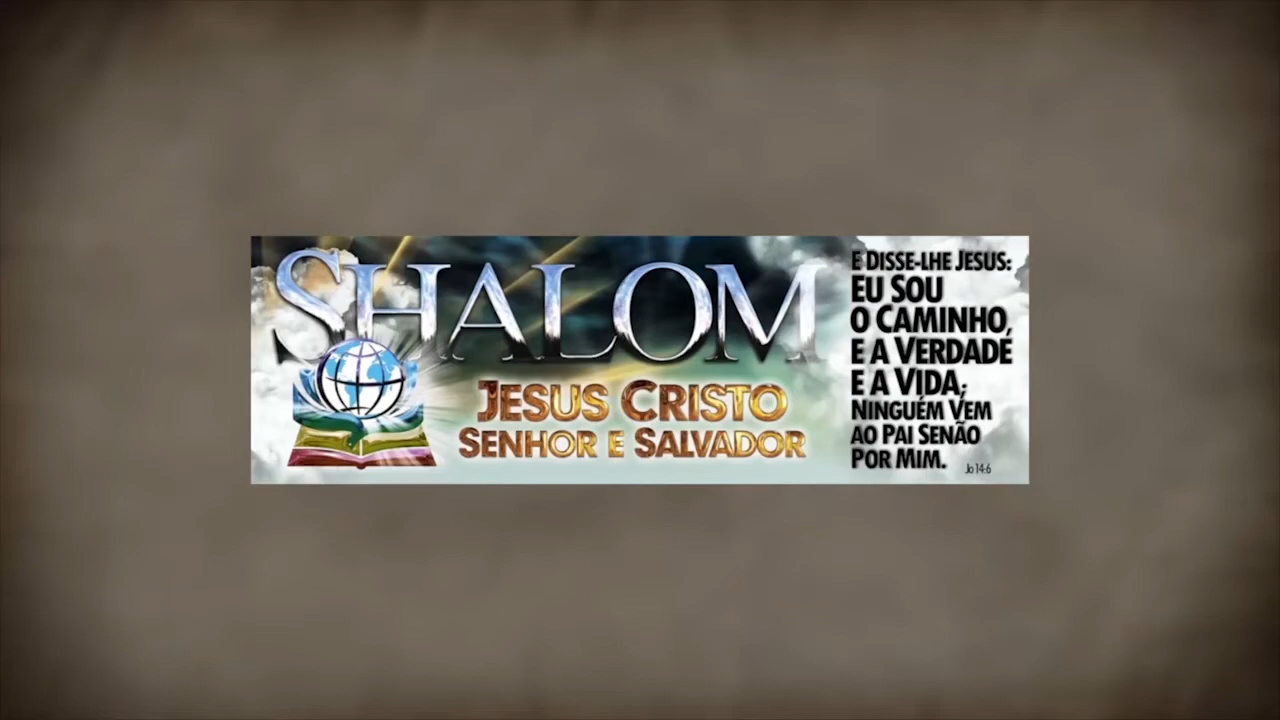 SHALOM
JESUS CRISTO
SENHOR E SALVADOR
E DISSE-LHE JESUS:
EU SOU
O CAMINHO,
E A VERDADE
E A VIDA;
NINGUÉM VEM
AO PAI SENÃO
POR MIM.
Jo 14:6